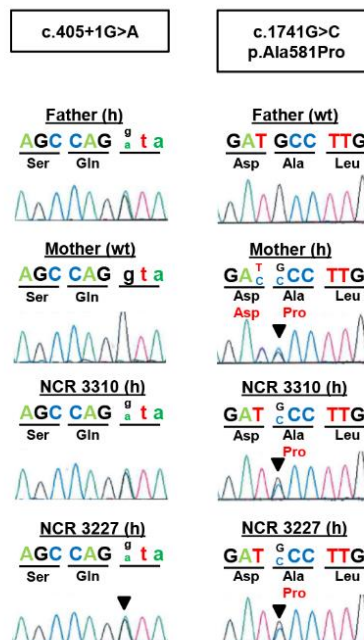 c.405+1G>A
Father (h)
AGC CAG g/a t a
Ser Gln
Mother (wt)
AGC CAG g t a
Ser Gln
NCR 3310 (h)
AGC CAG g/a t a
Ser Gln
NCR 3227 (h)
AGC CAG g/a t a
Ser Gln
c.1741G>C
p.Ala581Pro
Father (wt)
GAT GCC TTG
Asp Ala Leu
Mother (h)
GA T/C G/C CC TTG
Asp Ala Leu
Asp Pro
NCR 3310 (h)
GAT G/C CC TTG
Asp Ala Leu
Pro
NCR 3227 (h)
GAT G/C CC TTG
Asp Ala Leu
Pro